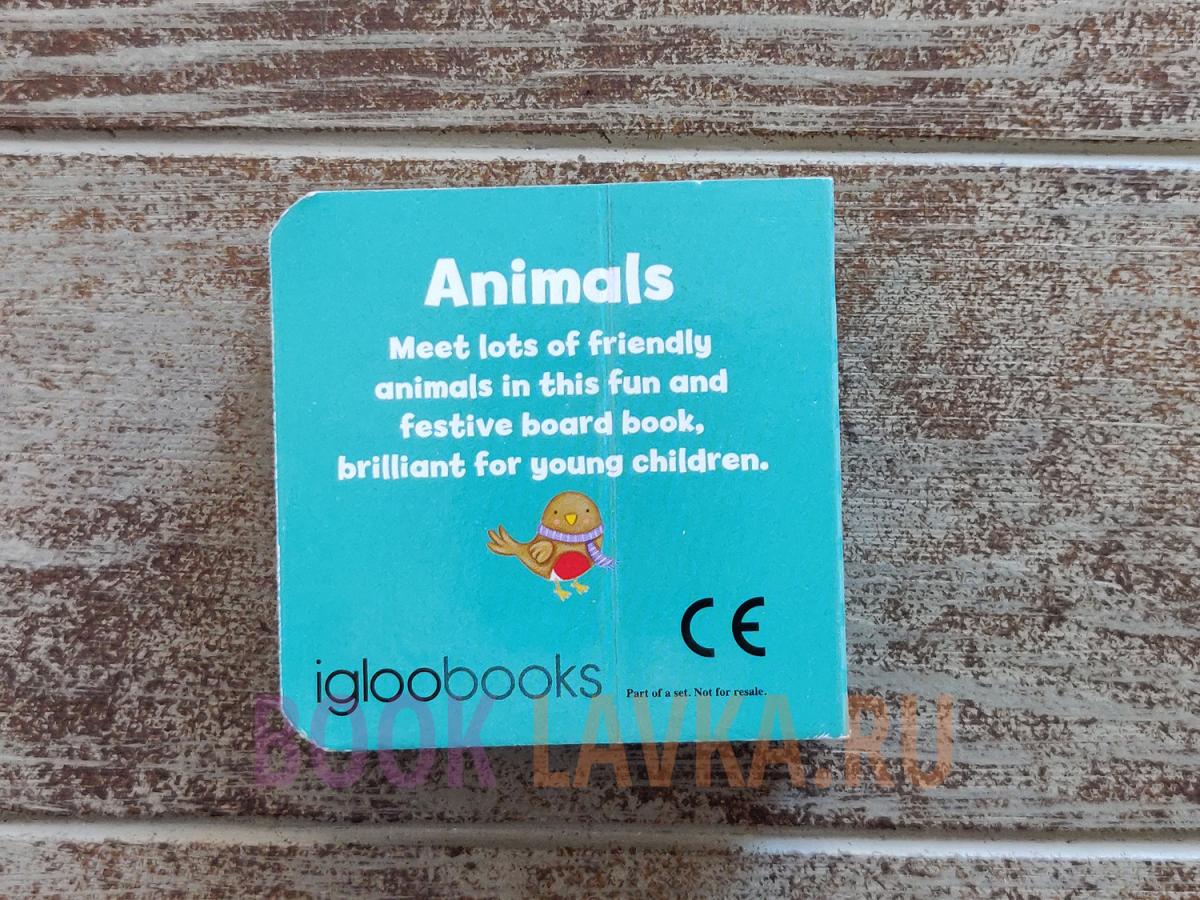 Animals
Meet lots of friendly
animals in this fun and
festive board book,
brilliant for young children.
CE
igloobooks
Part of a set. Not for resale.
BOOK LAVKA.RU